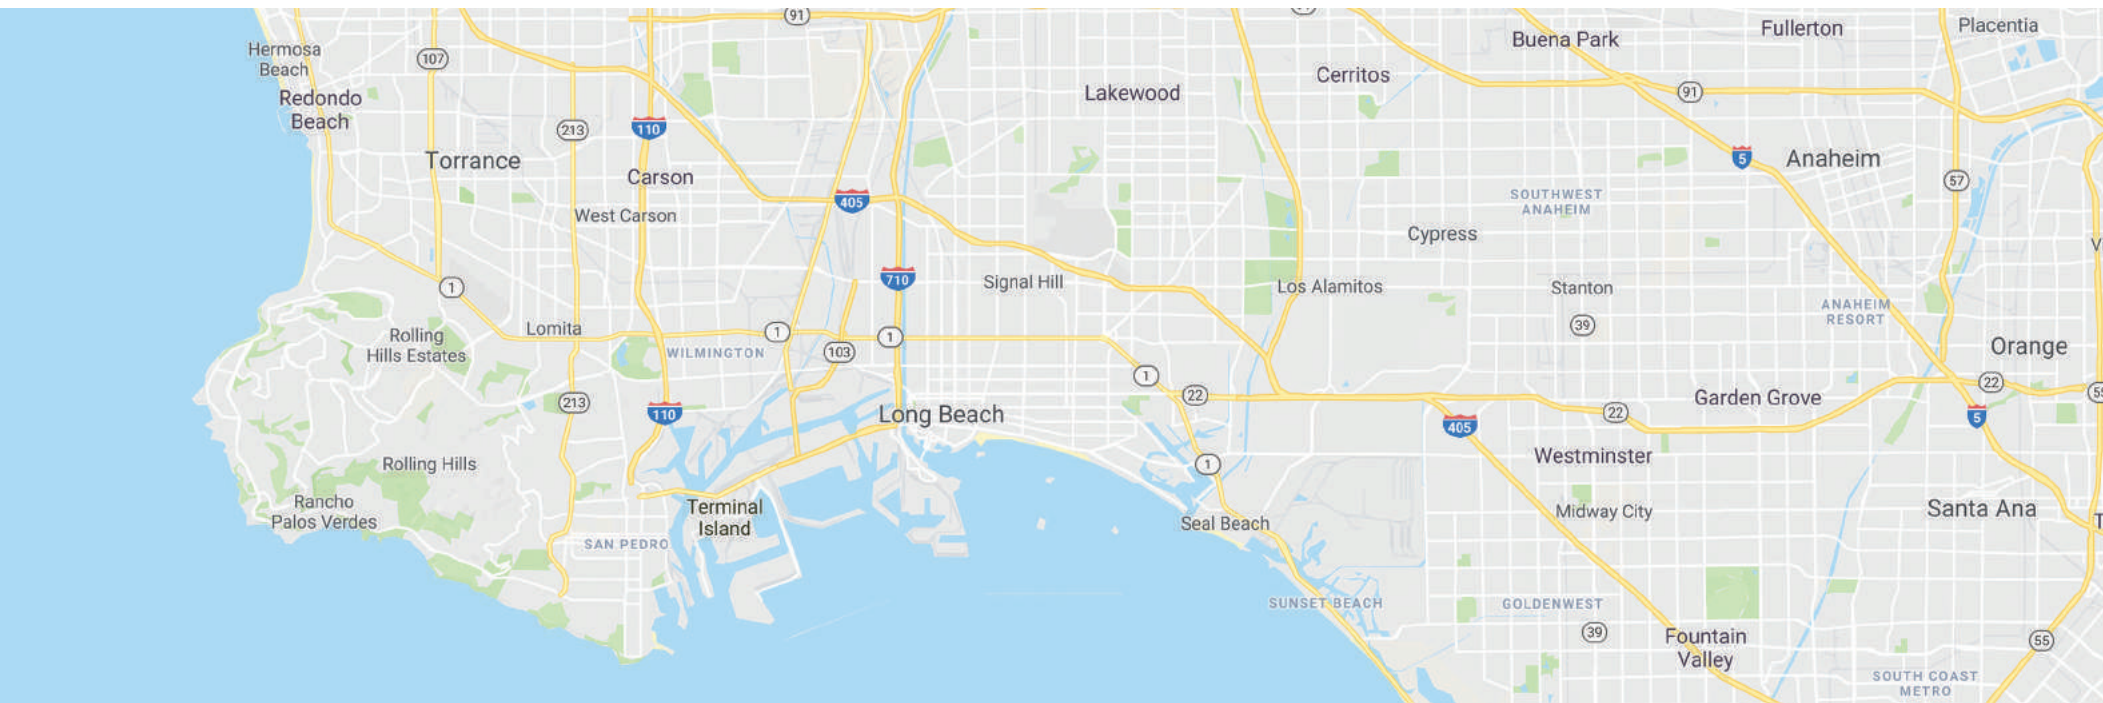 91
Buena Park
Fullerton
Placentia
Hermosa
Beach
107
Cerritos
Redondo
Beach
Lakewood
91
213
110
Torrance
5
Anaheim
Carson
57
405
SOUTHWEST
ANAHEIM
West Carson
Cypress
V
710
Signal Hill
Los Alamitos
Stanton
1
ANAHEIM
RESORT
Lomita
39
Rolling
Hills Estates
1
1
WILMINGTON
103
Orange
1
22
22
55
213
110
Long Beach
405
22
Garden Grove
5
Westminster
Rolling Hills
1
Rancho
Palos Verdes
Terminal
Island
Seal Beach
Midway City
Santa Ana
T
SAN PEDRO
SUNSET BEACH
GOLDENWEST
39
Fountain
Valley
55
SOUTH COAST
METRO